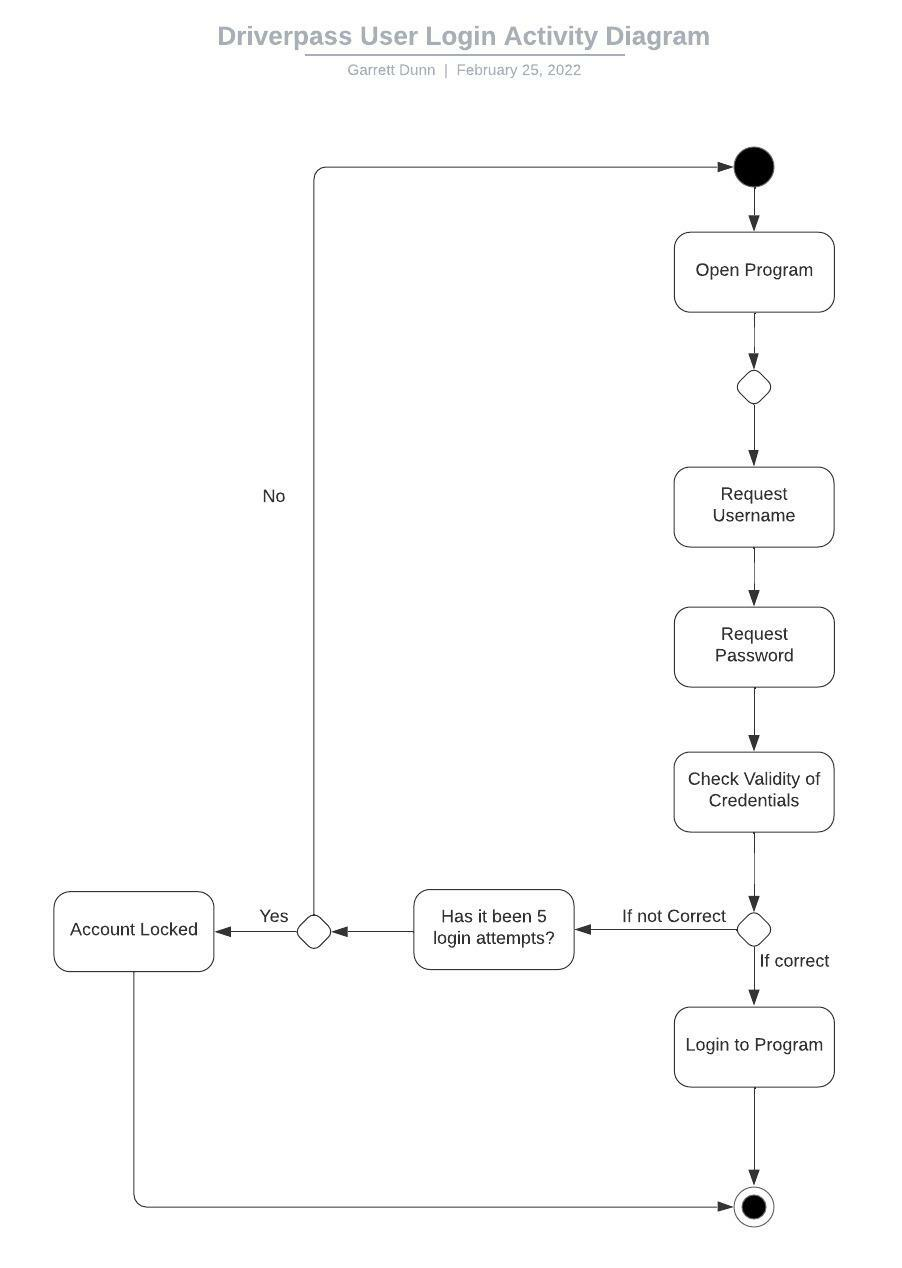 Driverpass User Login Activity Diagram
Garrett Dunn | February 25, 2022
Open Program
No
Request
Username
Request
Password
Check Validity of
Credentials
Account Locked
Yes
Has it been 5
login attempts?
If not Correct
If correct
Login to Program